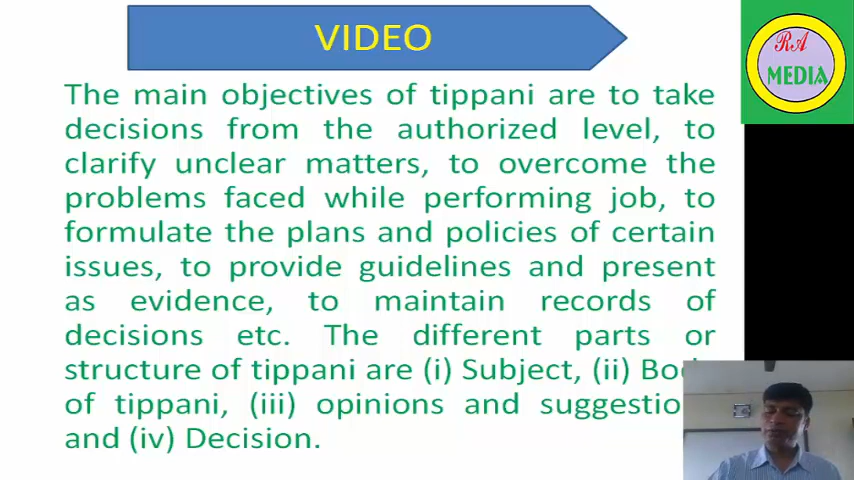 VIDEO
RA
MEDIA
The main objectives of tippani are to take
decisions from the authorized level, to
clarify unclear matters, to overcome the
problems faced while performing job, to
formulate the plans and policies of certain
issues, to provide guidelines and present
as evidence, to maintain records of
decisions etc. The different parts or
structure of tippani are (i) Subject, (ii)
of tippani, (iii) opinions and
and (iv) Decision.